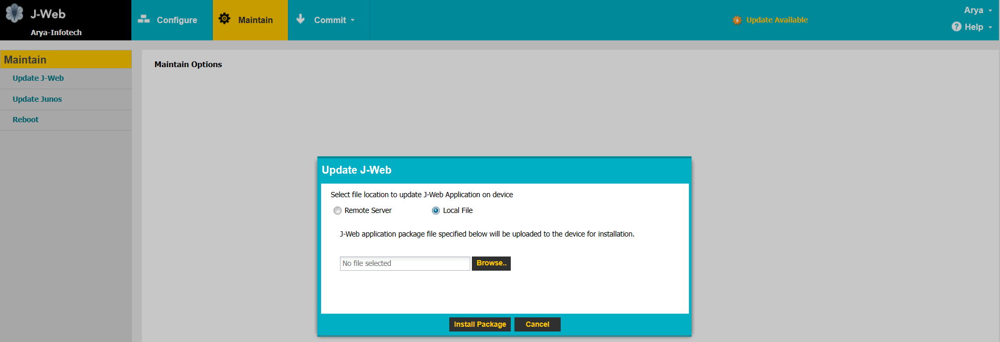 J-Web
Arya-Infotech
Configure
Maintain
Commit
Update Available
Arya
? Help
Maintain
Update J-Web
Update Junos
Reboot
Maintain Options
Update J-Web
Select file location to update J-Web Application on device
Remote Server Local File
J-Web application package file specified below will be uploaded to the device for installation.
No file selected Browse..
Install Package Cancel